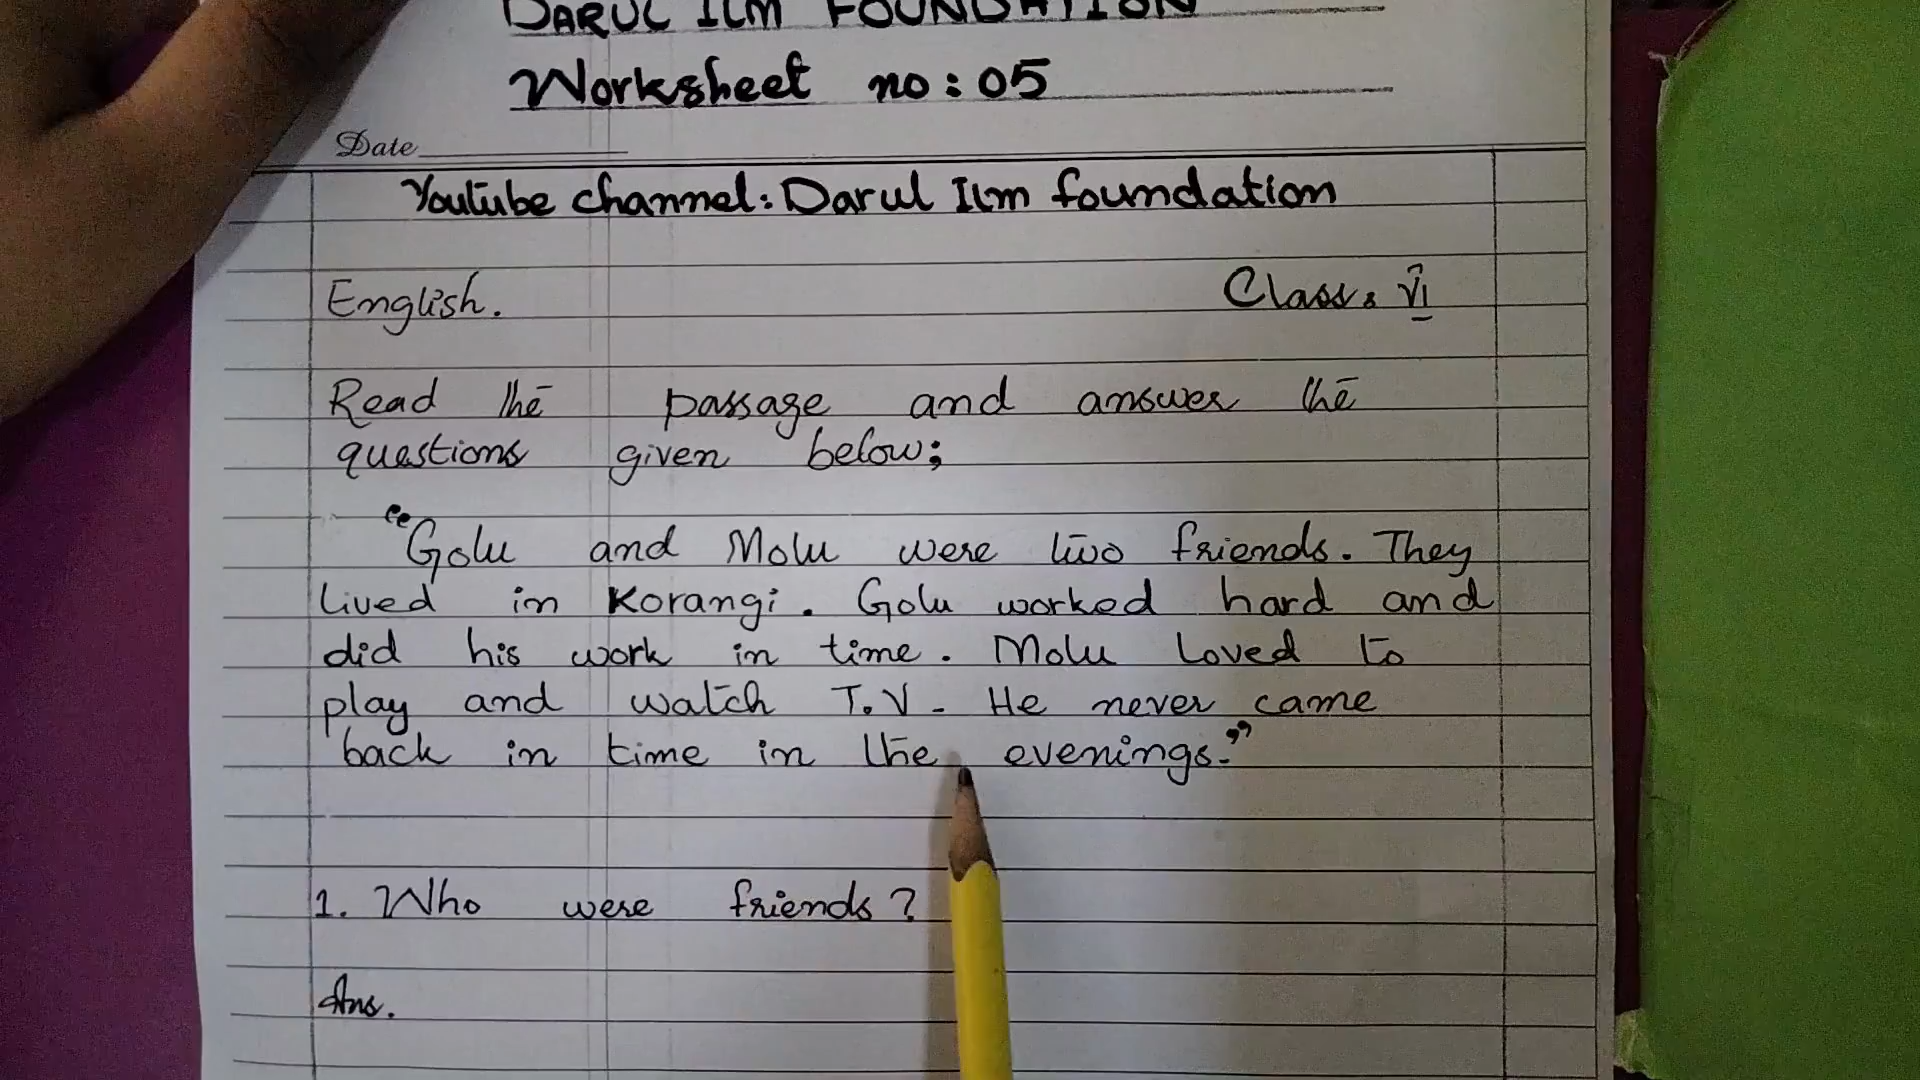 DARUL ILM FOUNDATION
Worksheet no: 05
Date
Youtube channel: Darul Ilm foundation
English.
Class: VI
Read the passage and answer the
questions given below;
"Golu and Molu were two friends. They
lived in Korangi. Golu worked hard and
did his work in time. Molu loved to
play and watch T.V. He never came
back in time in the evenings."
1. Who were friends?
Ans.